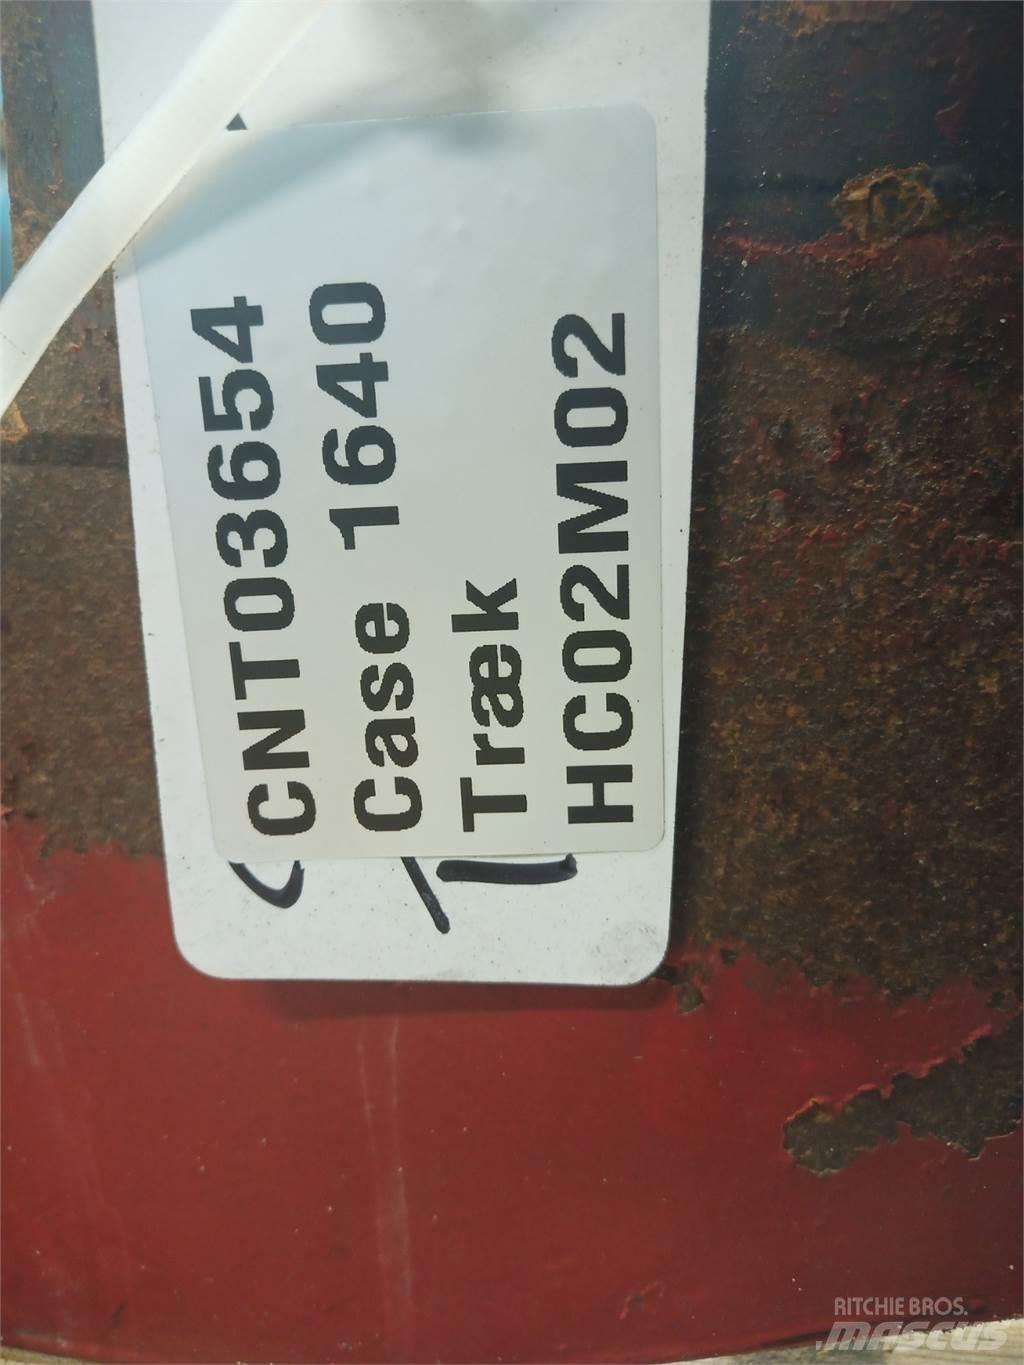 CNT03654
Case 1640
Træk
HC02M02
RITCHIE BROS.
MASCUS